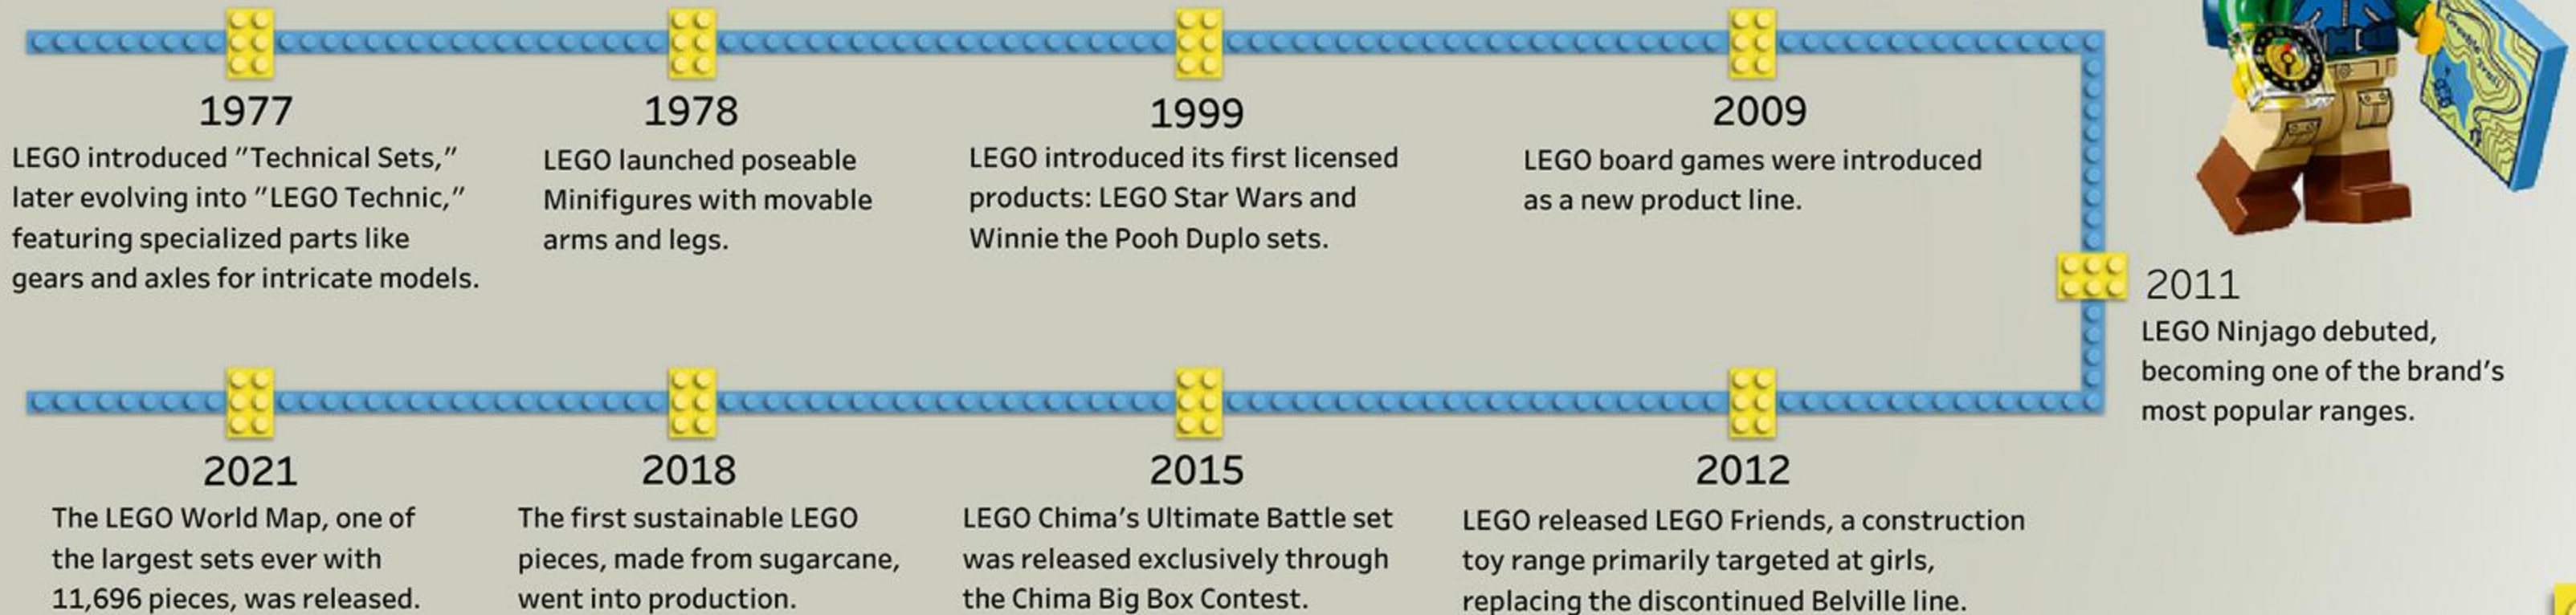 1977
LEGO introduced "Technical Sets,"
later evolving into "LEGO Technic,"
featuring specialized parts like
gears and axles for intricate models.
1978
LEGO launched poseable
Minifigures with movable
arms and legs.
1999
LEGO introduced its first licensed
products: LEGO Star Wars and
Winnie the Pooh Duplo sets.
2009
LEGO board games were introduced
as a new product line.
2011
LEGO Ninjago debuted,
becoming one of the brand's
most popular ranges.
2012
LEGO released LEGO Friends, a construction
toy range primarily targeted at girls,
replacing the discontinued Belville line.
2015
LEGO Chima's Ultimate Battle set
was released exclusively through
the Chima Big Box Contest.
2018
The first sustainable LEGO
pieces, made from sugarcane,
went into production.
2021
The LEGO World Map, one of
the largest sets ever with
11,696 pieces, was released.